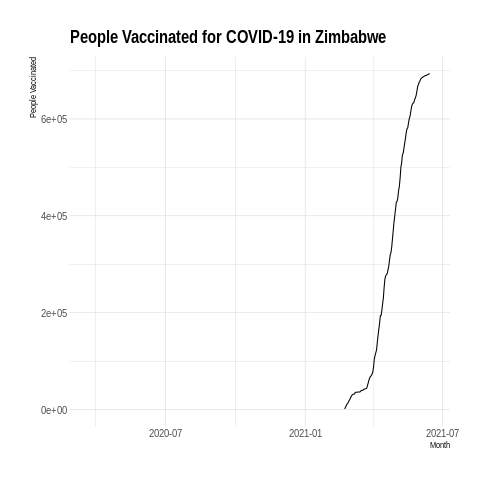 People Vaccinated for COVID-19 in Zimbabwe
People Vaccinated
6e+05
4e+05
2e+05
0e+00
2020-07 2021-01 2021-07
Month